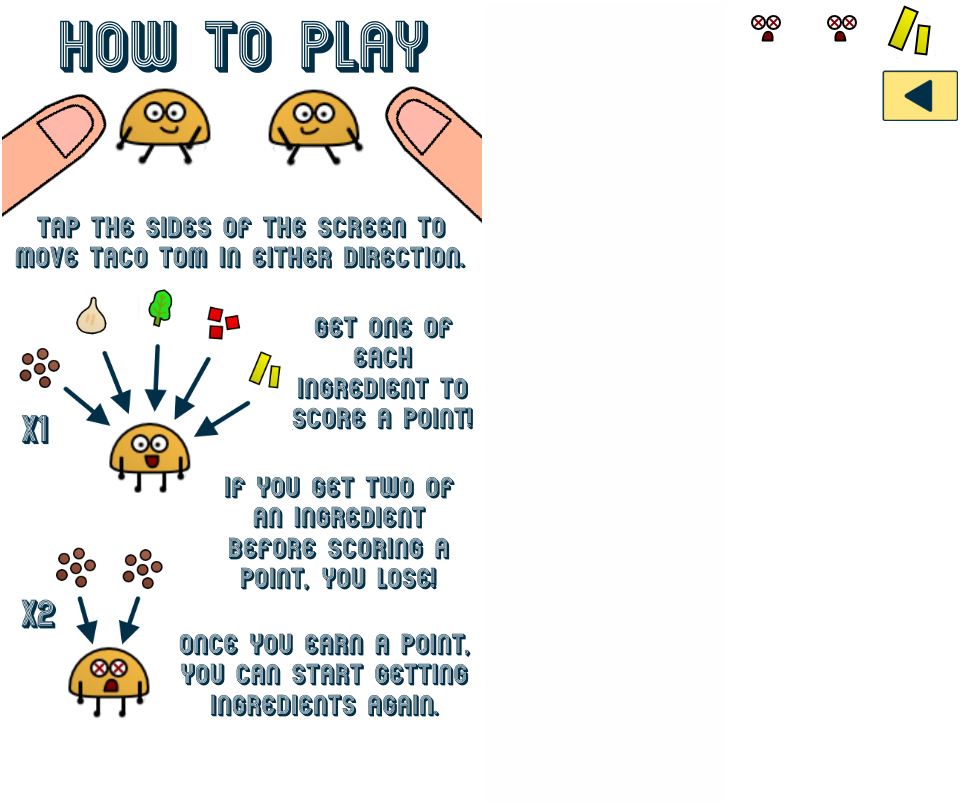 HOW TO PLAY
TAP THE SIDES OF THE SCREEN TO
MOVE TACO TOM IN EITHER DIRECTION.
GET ONE OF
EACH
INGREDIENT TO
SCORE A POINT!
X1
IF YOU GET TWO OF
AN INGREDIENT
BEFORE SCORING A
POINT, YOU LOSE!
X2
ONCE YOU EARN A POINT,
YOU CAN START GETTING
INGREDIENTS AGAIN.